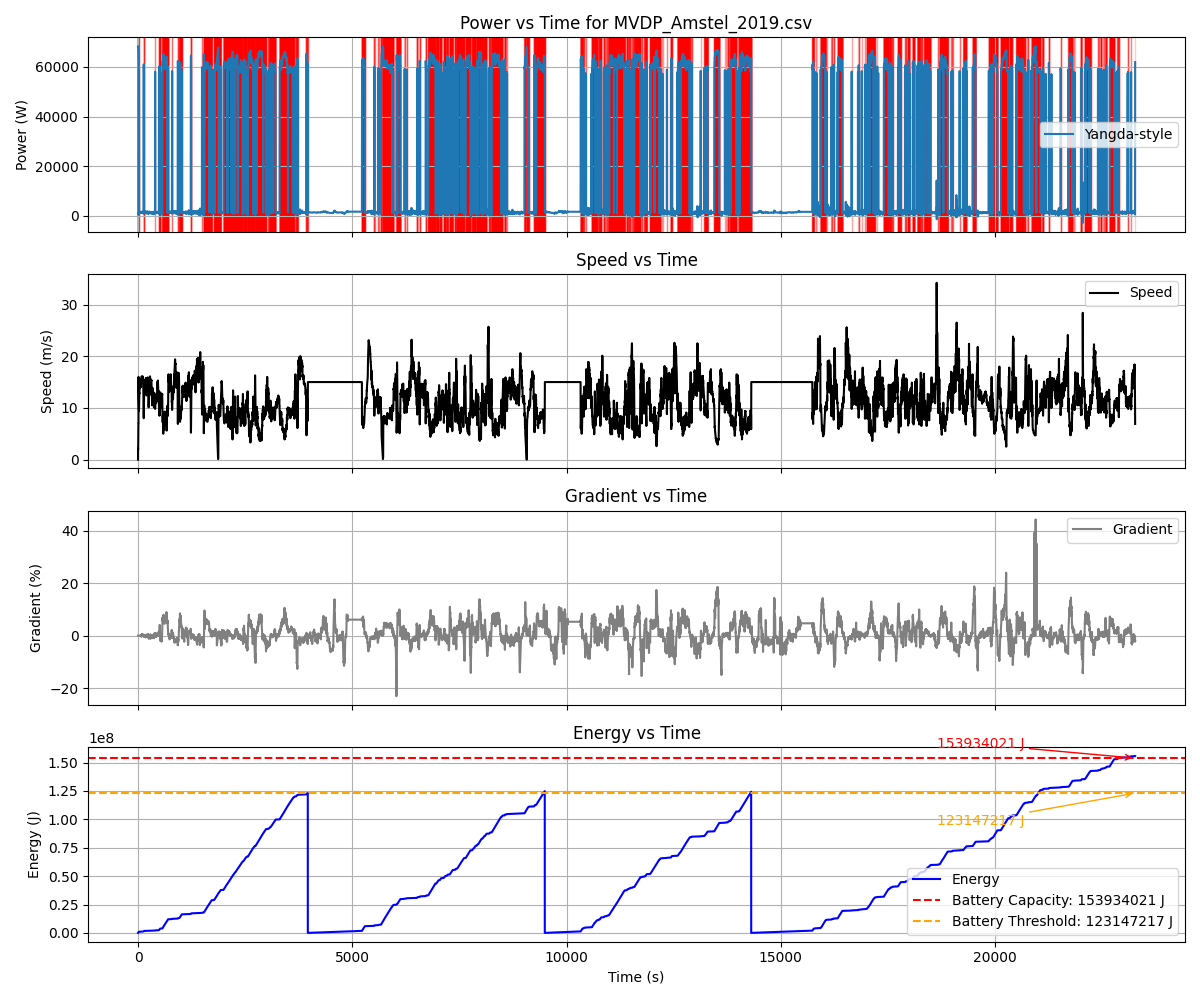 Power vs Time for MVDP_Amstel_2019.csv
60000
40000
20000
0
Power (W)
Yangda-style
Speed vs Time
30
20
10
0
Speed (m/s)
Speed
Gradient vs Time
40
20
0
−20
Gradient (%)
Gradient
Energy vs Time
1e8
1.50
1.25
1.00
0.75
0.50
0.25
0.00
Energy (J)
153934021 J
123147217 J
Energy
Battery Capacity: 153934021 J
Battery Threshold: 123147217 J
0 5000 10000 15000 20000
Time (s)